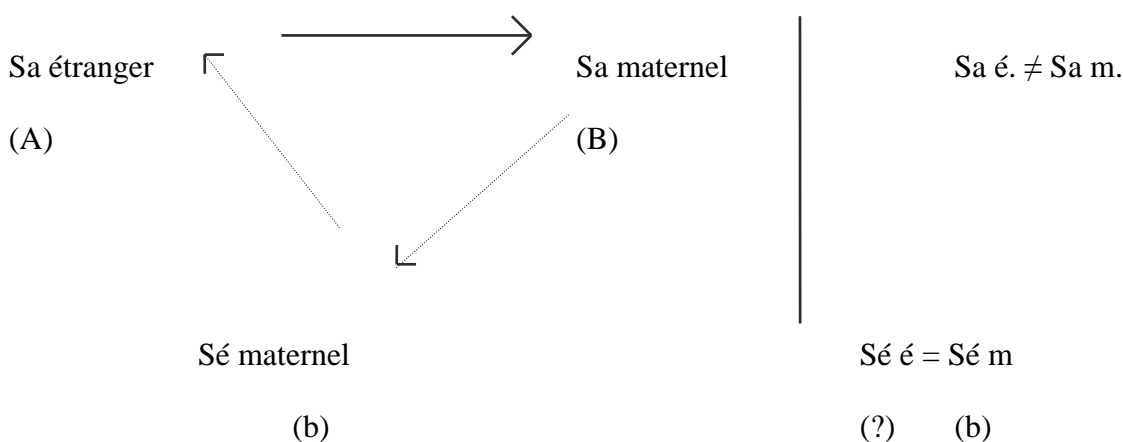 Sa étranger Sa maternel Sa é. ≠ Sa m.
(A) (B)
Sé maternel Sé é = Sé m
(b) (?) (b)